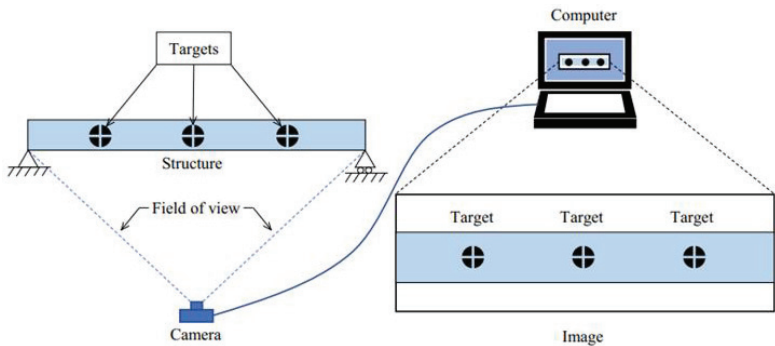 Targets
Structure
Field of view
Camera
Computer
Target Target Target
Image